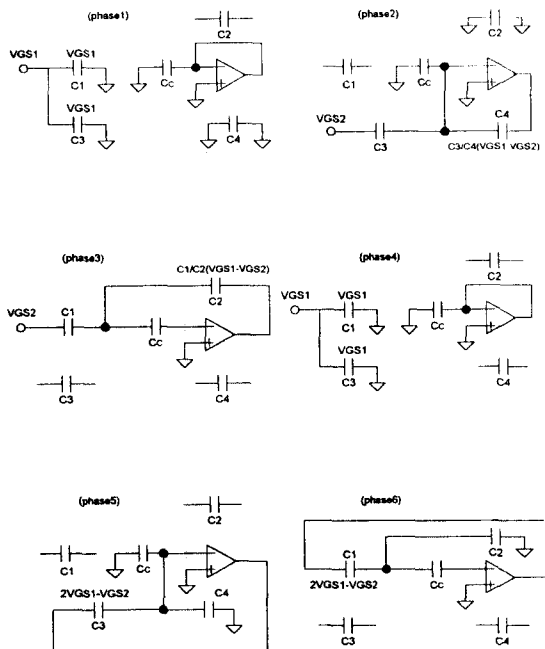 (phase1)
C2
VGS1
VGS1
C1
Cc
VGS1
C3
C4
(phase2)
C2
C1
Cc
VGS2
C3
C4
C3/C4(VGS1 VGS2)
(phase3)
C1/C2(VGS1-VGS2)
C2
VGS2
C1
Cc
C3
C4
(phase4)
C2
VGS1
VGS1
C1
Cc
VGS1
C3
C4
(phase5)
C2
C1
Cc
2VGS1-VGS2
C3
C4
(phase6)
C1
C2
2VGS1-VGS2
Cc
C3
C4